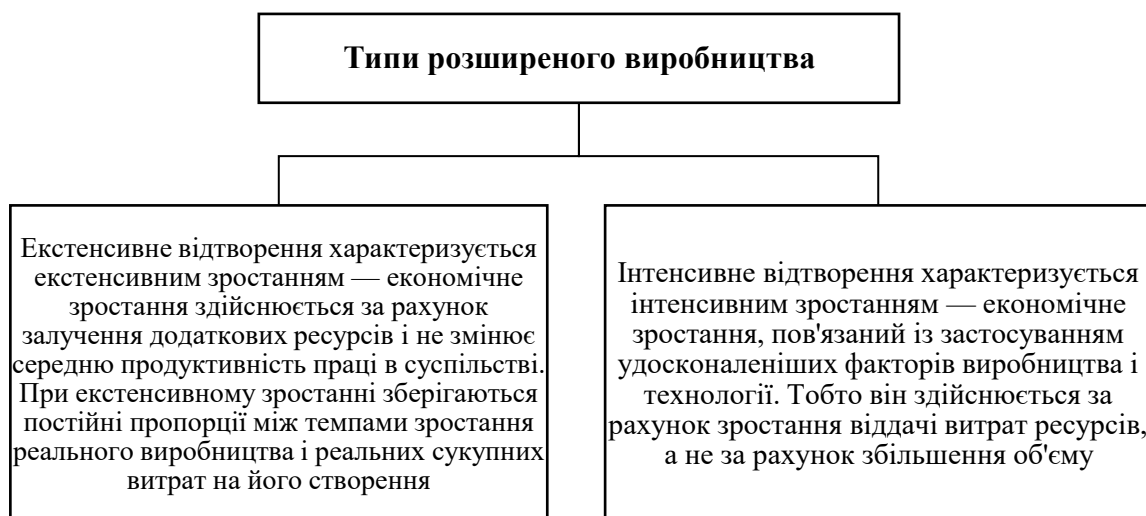 Типи розширеного виробництва
Екстенсивне відтворення характеризується
екстенсивним зростанням — економічне
зростання здійснюється за рахунок
залучення додаткових ресурсів і не змінює
середню продуктивність праці в суспільстві.
При екстенсивному зростанні зберігаються
постійні пропорції між темпами зростання
реального виробництва і реальних сукупних
витрат на його створення
Інтенсивне відтворення характеризується
інтенсивним зростанням — економічне
зростання, пов'язаний із застосуванням
удосконаленіших факторів виробництва і
технології. Тобто він здійснюється за
рахунок зростання віддачі витрат ресурсів,
а не за рахунок збільшення об'єму